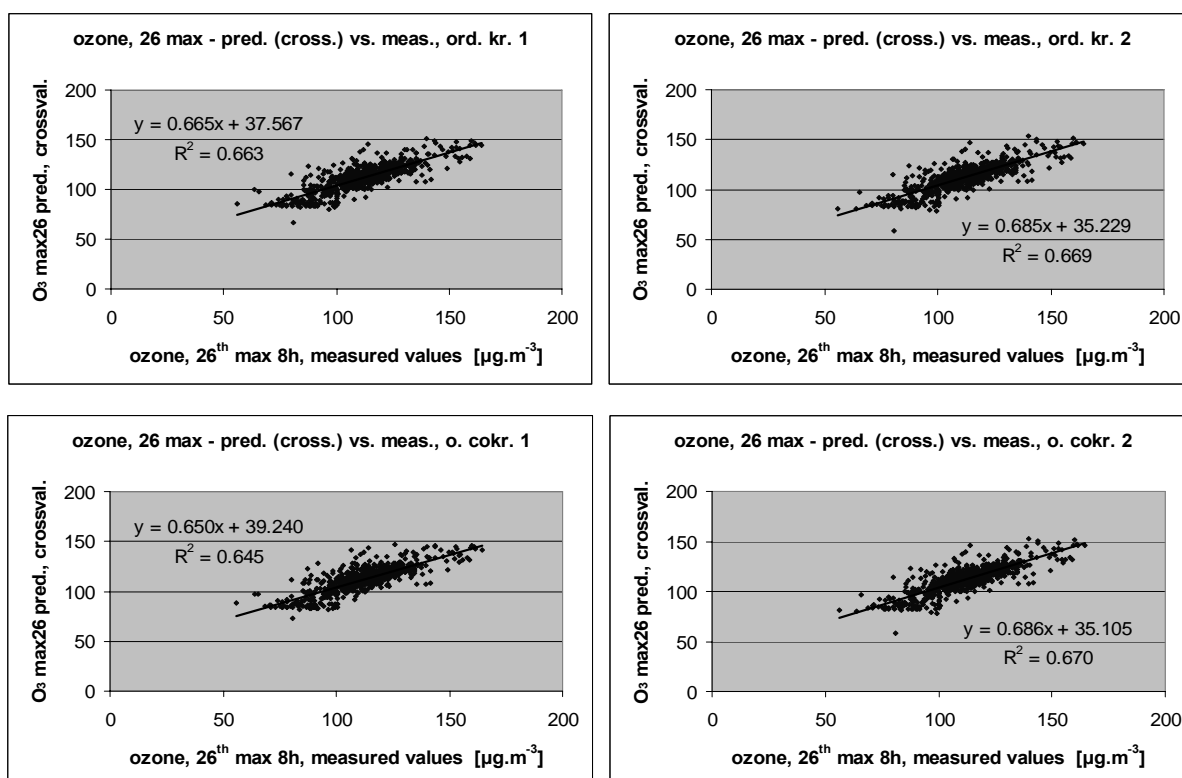 ozone, 26 max - pred. (cross.) vs. meas., ord. kr. 1
O₃ max26 pred., crossval.
200
150
100
50
0
y = 0.665x + 37.567
R² = 0.663
0 50 100 150 200
ozone, 26ᵗʰ max 8h, measured values [µg.m⁻³]
ozone, 26 max - pred. (cross.) vs. meas., ord. kr. 2
O₃ max26 pred., crossval.
200
150
100
50
0
y = 0.685x + 35.229
R² = 0.669
0 50 100 150 200
ozone, 26ᵗʰ max 8h, measured values [µg.m⁻³]
ozone, 26 max - pred. (cross.) vs. meas., o. cokr. 1
O₃ max26 pred., crossval.
200
150
100
50
0
y = 0.650x + 39.240
R² = 0.645
0 50 100 150 200
ozone, 26ᵗʰ max 8h, measured values [µg.m⁻³]
ozone, 26 max - pred. (cross.) vs. meas., o. cokr. 2
O₃ max26 pred., crossval.
200
150
100
50
0
y = 0.686x + 35.105
R² = 0.670
0 50 100 150 200
ozone, 26ᵗʰ max 8h, measured values [µg.m⁻³]